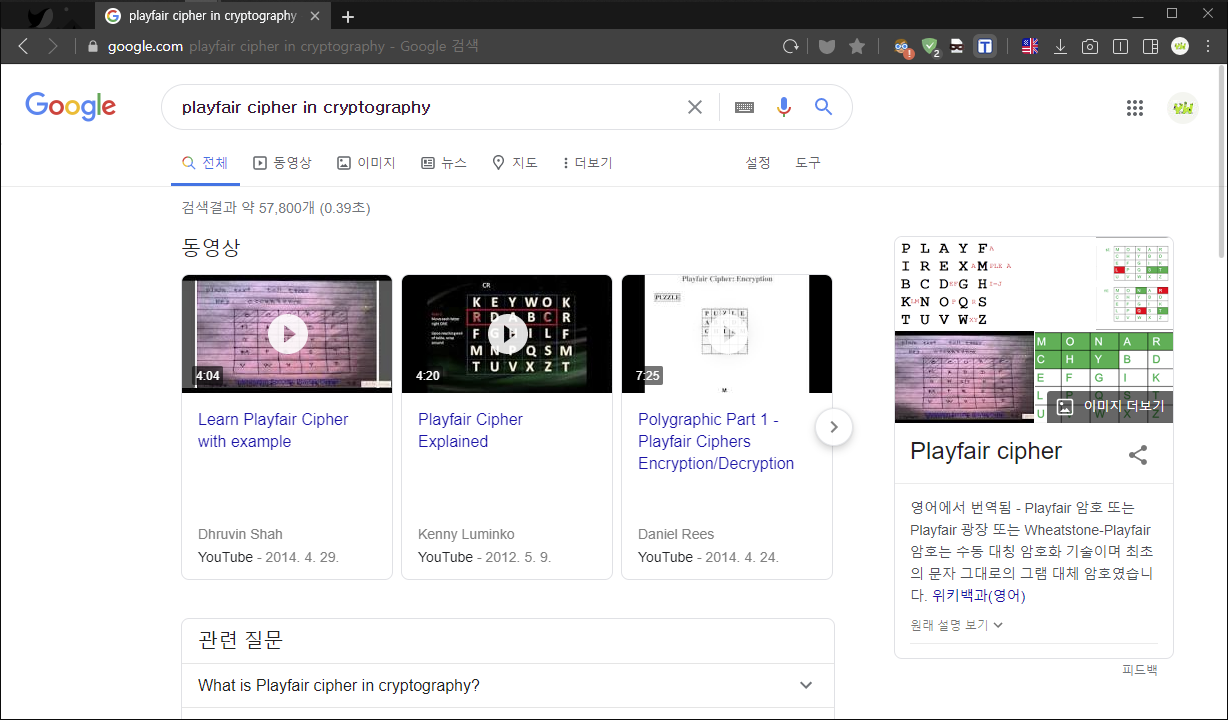 playfair cipher in cryptography
google.com playfair cipher in cryptography - Google 검색
2
T
Google
playfair cipher in cryptography
전체 동영상 이미지 뉴스 지도 더보기 설정 도구
검색결과 약 57,800개 (0.39초)
동영상
4:04
CR
KEYWOK
RDABCR
MNPQSM
TUVXZT
4:20
Playfair Cipher: Encryption
PUZZLE
M
7:25
Learn Playfair Cipher
with example
Dhruvin Shah
YouTube - 2014. 4. 29.
Playfair Cipher
Explained
Kenny Luminko
YouTube - 2012. 5. 9.
Polygraphic Part 1 -
Playfair Ciphers
Encryption/Decryption
Daniel Rees
YouTube - 2014. 4. 24.
관련 질문
What is Playfair cipher in cryptography?
P L A Y F
I R E X M
B C D G H
K N O Q S
T U V W Z
M O N A R
C H Y B D
E F G I K
이미지 더보기
Playfair cipher
영어에서 번역됨 - Playfair 암호 또는
Playfair 광장 또는 Wheatstone-Playfair
암호는 수동 대칭 암호화 기술이며 최초
의 문자 그대로의 그램 대체 암호였습니
다. 위키백과(영어)
원래 설명 보기
피드백